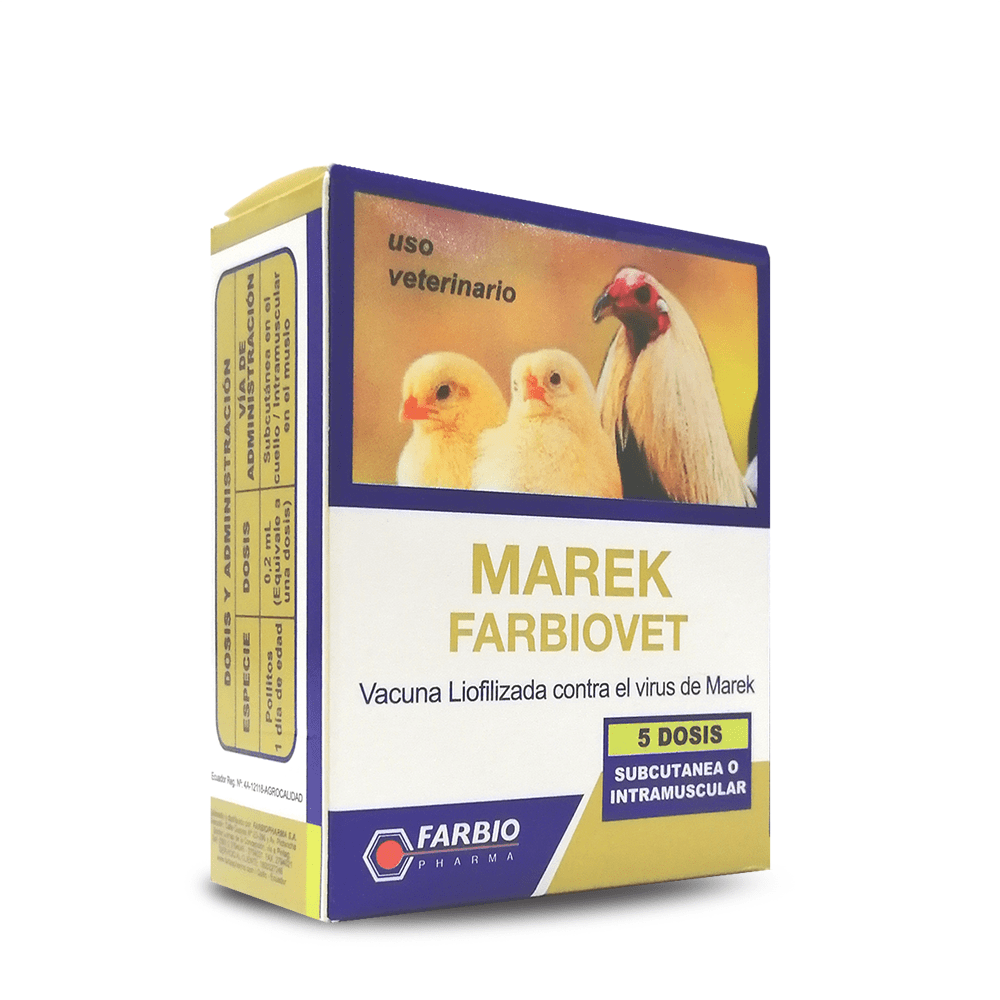 uso
veterinario
MAREK
FARBIOVET
Vacuna Liofilizada contra el virus de Marek
5 DOSIS
SUBCUTANEA O
INTRAMUSCULAR
FARBIO
PHARMA
DOSIS Y ADMINISTRACIÓN
ESPECIE
DOSIS
VÍA DE
ADMINISTRACIÓN
Pollitos
1 día de edad
0,2 mL
(Equivale a
una dosis)
Subcutánea en el
cuello / Intramuscular
en el muslo
Ecuador Reg. Nº: 4A-12118-AGROCALIDAD